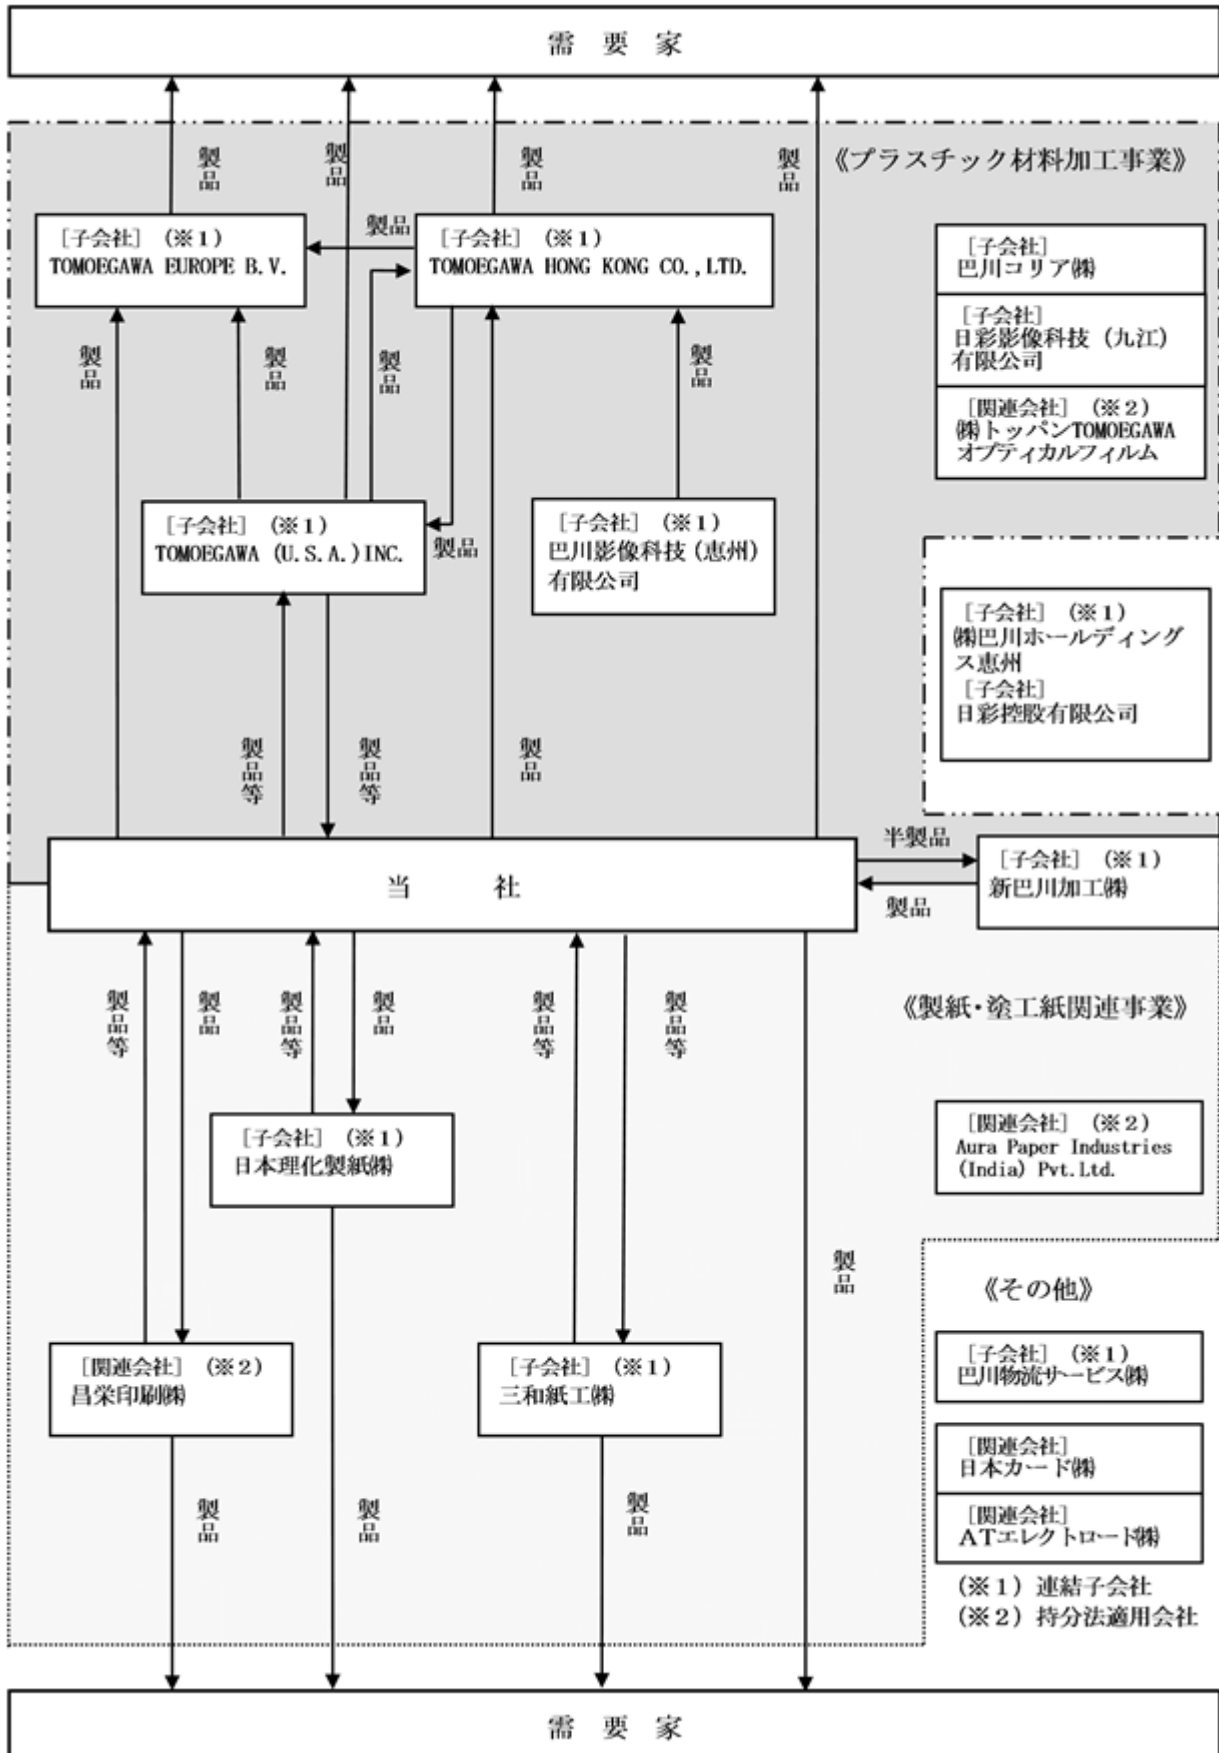 需 要 家
製品
製品
製品
製品
《プラスチック材料加工事業》
[子会社] (※1)
TOMOEGAWA EUROPE B.V.
製品
[子会社] (※1)
TOMOEGAWA HONG KONG CO.,LTD.
[子会社]
巴川コリア㈱
[子会社]
日彩影像科技（九江）
有限公司
[関連会社] (※2)
㈱トッパンTOMOEGAWA
オプティカルフィルム
製品
製品
製品
製品
[子会社] (※1)
TOMOEGAWA (U.S.A.)INC.
製品
[子会社] (※1)
巴川影像科技(恵州)
有限公司
[子会社] (※1)
㈱巴川ホールディング
ス恵州
[子会社]
日彩控股有限公司
製品等
製品等
製品
当 社
半製品
製品
[子会社] (※1)
新巴川加工㈱
製品等
製品
製品等
製品
製品等
製品等
《製紙・塗工紙関連事業》
[子会社] (※1)
日本理化製紙㈱
[関連会社] (※2)
Aura Paper Industries
(India) Pvt.Ltd.
製品
《その他》
[関連会社] (※2)
昌栄印刷㈱
[子会社] (※1)
三和紙工㈱
[子会社] (※1)
巴川物流サービス㈱
[関連会社]
日本カード㈱
[関連会社]
ATエレクトロード㈱
製品
製品
製品
(※1) 連結子会社
(※2) 持分法適用会社
需 要 家